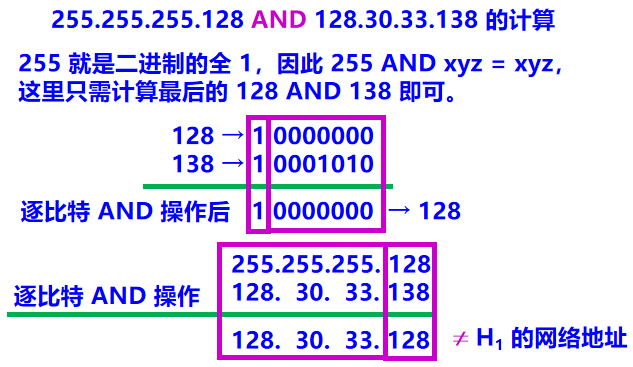 255.255.255.128 AND 128.30.33.138 的计算
255 就是二进制的全 1，因此 255 AND xyz = xyz，
这里只需计算最后的 128 AND 138 即可。
128 → 1 0000000
138 → 1 0001010
逐比特 AND 操作后 1 0000000 → 128
255.255.255. 128
逐比特 AND 操作 128. 30. 33. 138
128. 30. 33. 128 ≠ H₁ 的网络地址